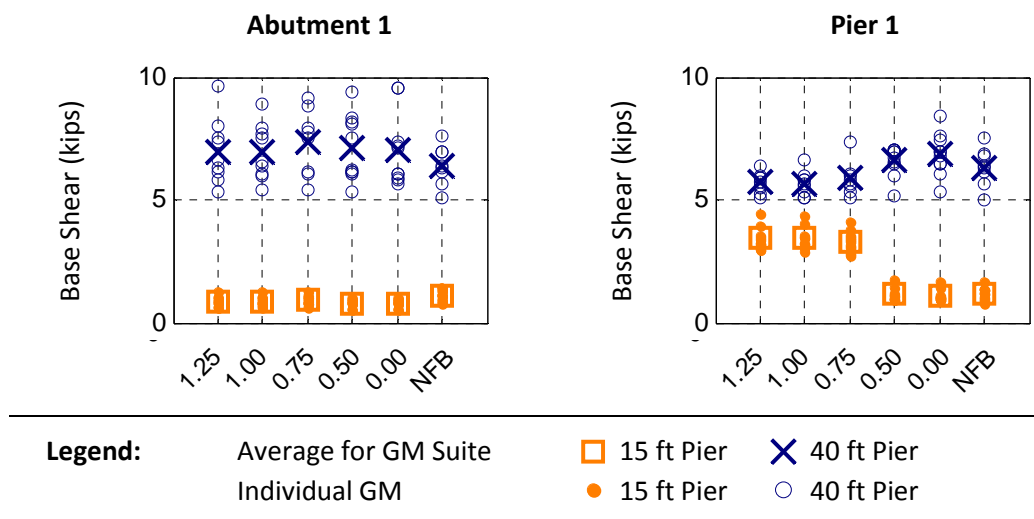 Abutment 1
Pier 1
Base Shear (kips)
10
5
0
1.25 1.00 0.75 0.50 0.00 NFB
Base Shear (kips)
10
5
0
1.25 1.00 0.75 0.50 0.00 NFB
Legend: Average for GM Suite 15 ft Pier 40 ft Pier
Individual GM 15 ft Pier 40 ft Pier